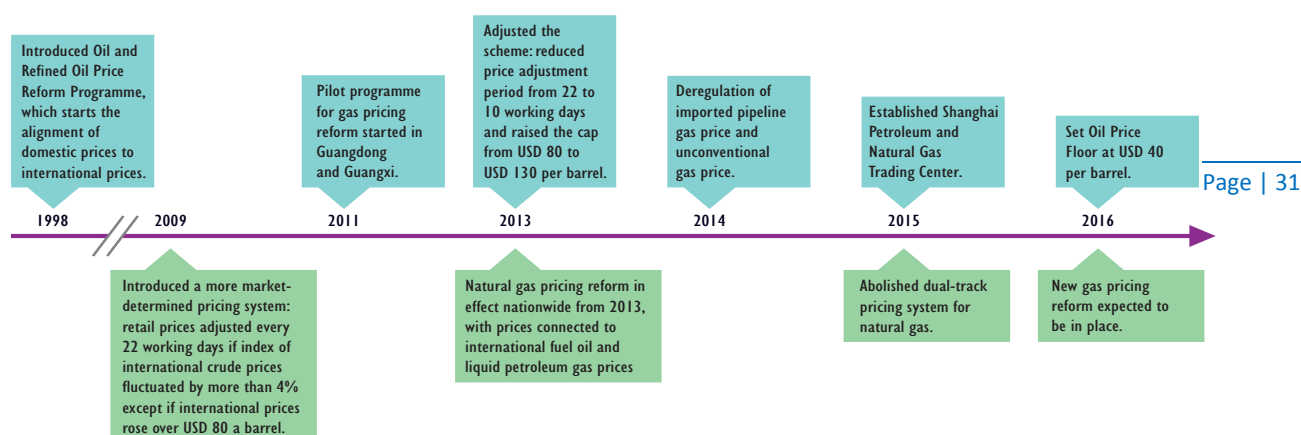 Introduced Oil and
Refined Oil Price
Reform Programme,
which starts the
alignment of
domestic prices to
international prices.
Pilot programme
for gas pricing
reform started in
Guangdong
and Guangxi.
Adjusted the
scheme: reduced
price adjustment
period from 22 to
10 working days
and raised the cap
from USD 80 to
USD 130 per barrel.
Deregulation of
imported pipeline
gas price and
unconventional
gas price.
Established Shanghai
Petroleum and
Natural Gas
Trading Center.
Set Oil Price
Floor at USD 40
per barrel.
Page | 31
1998 2009 2011 2013 2014 2015 2016
Introduced a more market-
determined pricing system:
retail prices adjusted every
22 working days if index of
international crude prices
fluctuated by more than 4%
except if international prices
rose over USD 80 a barrel.
Natural gas pricing reform in
effect nationwide from 2013,
with prices connected to
international fuel oil and
liquid petroleum gas prices
Abolished dual-track
pricing system for
natural gas.
New gas pricing
reform expected to
be in place.